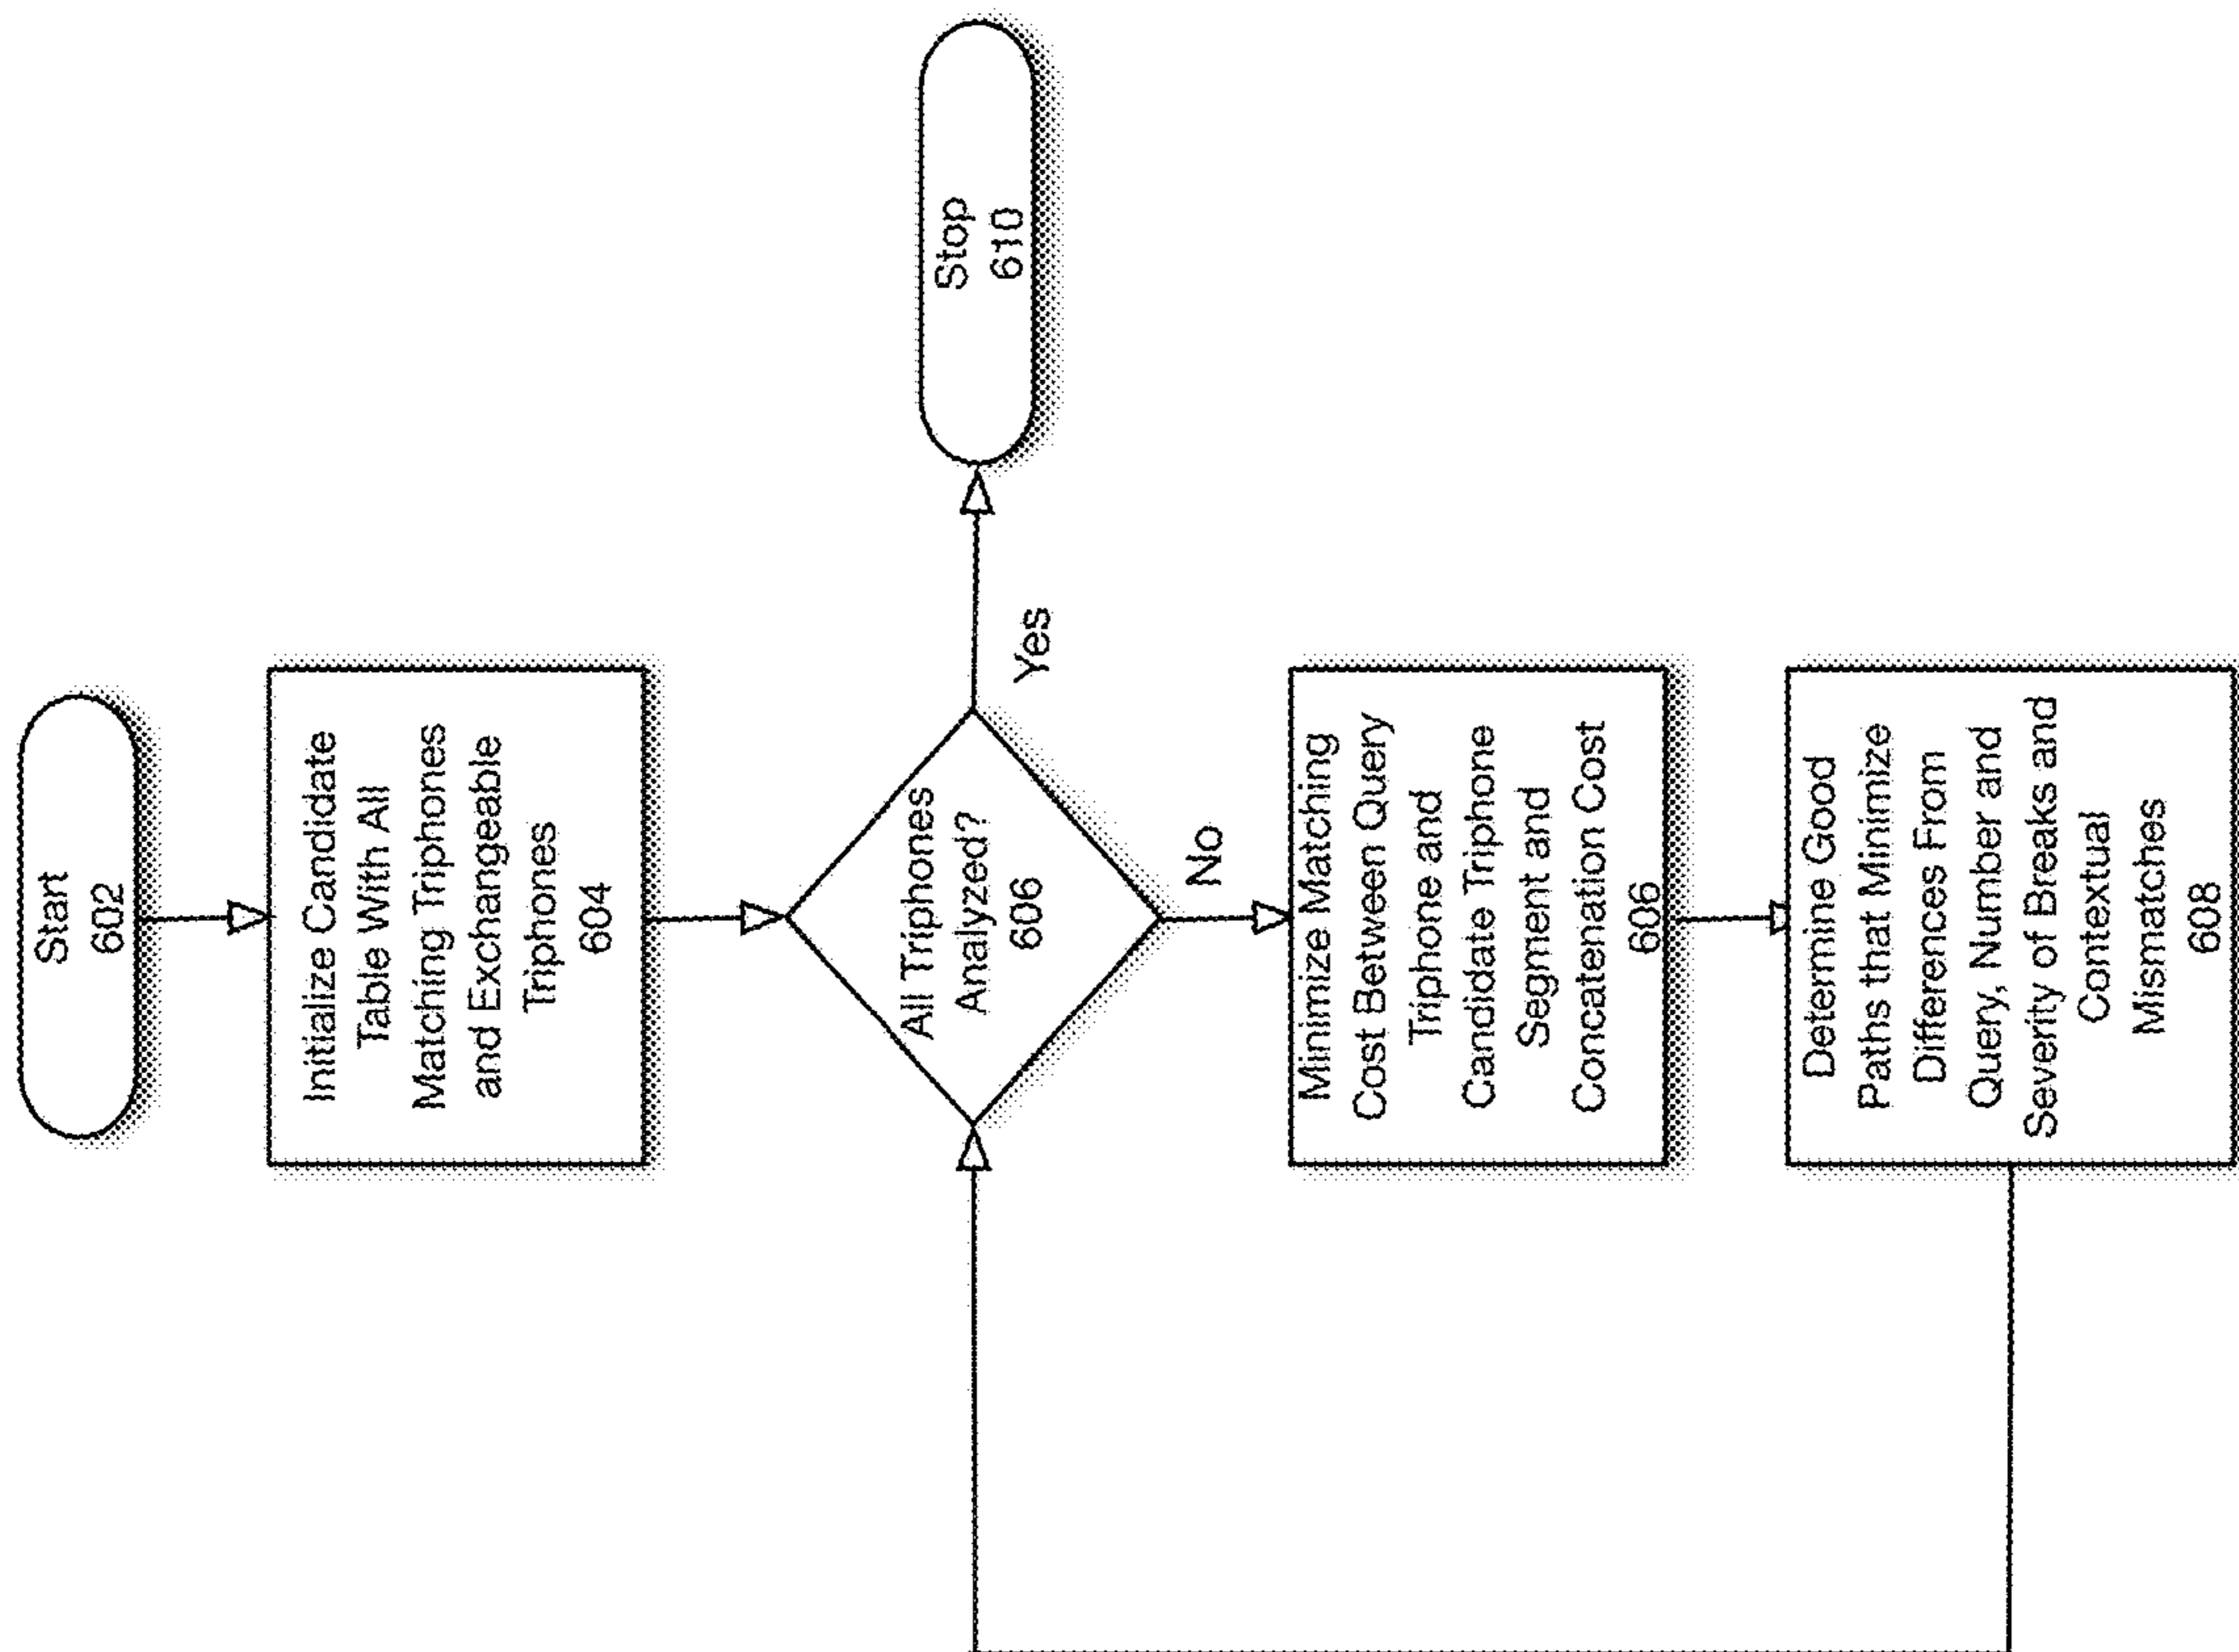 Start
602
Initialize Candidate
Table With All
Matching Triphones
and Exchangeable
Triphones
604
All Triphones
Analyzed?
606
Yes
Stop
610
No
Minimize Matching
Cost Between Query
Triphone and
Candidate Triphone
Segment and
Concatenation Cost
606
Determine Good
Paths that Minimize
Differences From
Query, Number and
Severity of Breaks and
Contextual
Mismatches
608